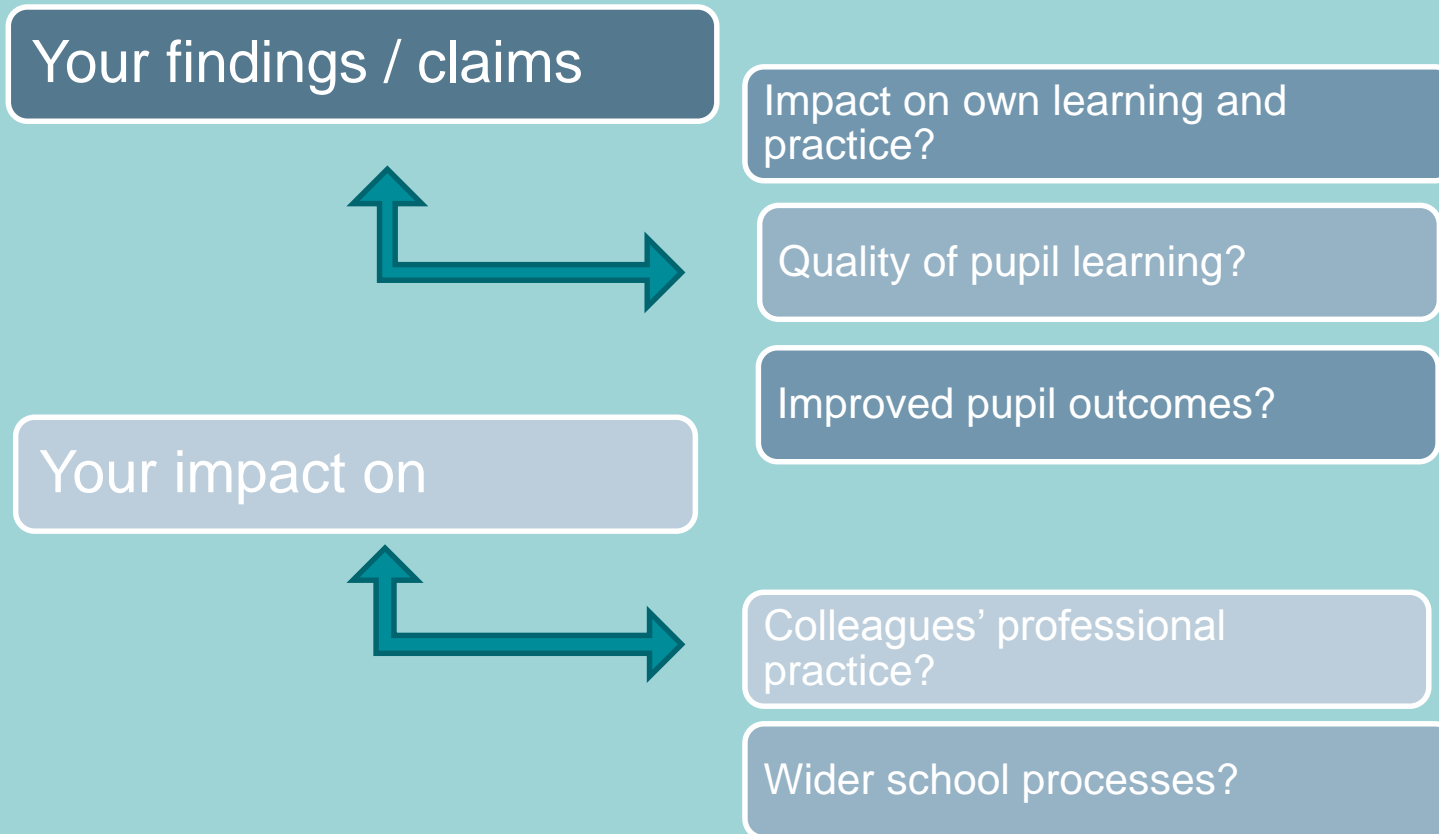 Your findings / claims
Impact on own learning and
practice?
Quality of pupil learning?
Improved pupil outcomes?
Your impact on
Colleagues’ professional
practice?
Wider school processes?